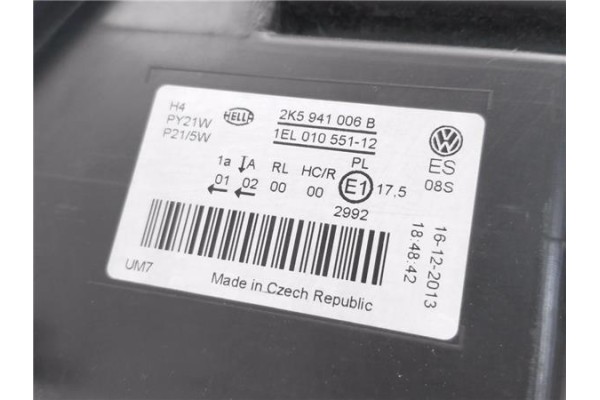 H4
PY21W
P21/5W
HELLA
2K5 941 006 B
1EL 010 551-12
PL
1a A RL HC/R
01 02 00 00 E1 17.5
2992
VW
ES
08S
16-12-2013
18:48:42
UM7
Made in Czech Republic